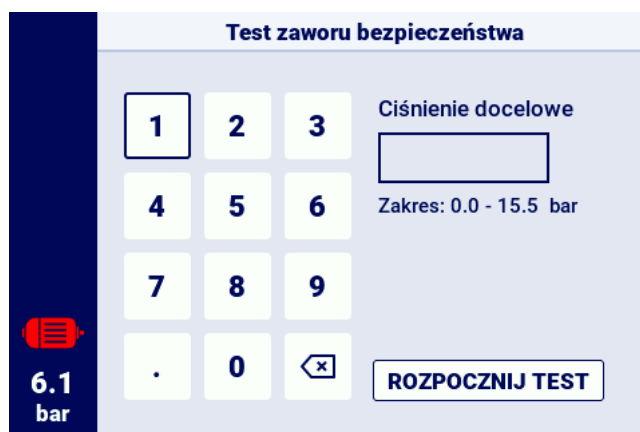 Test zaworu bezpieczeństwa
1 2 3
4 5 6
7 8 9
. 0
Ciśnienie docelowe
Zakres: 0.0 - 15.5 bar
ROZPOCZNIJ TEST
6.1
bar